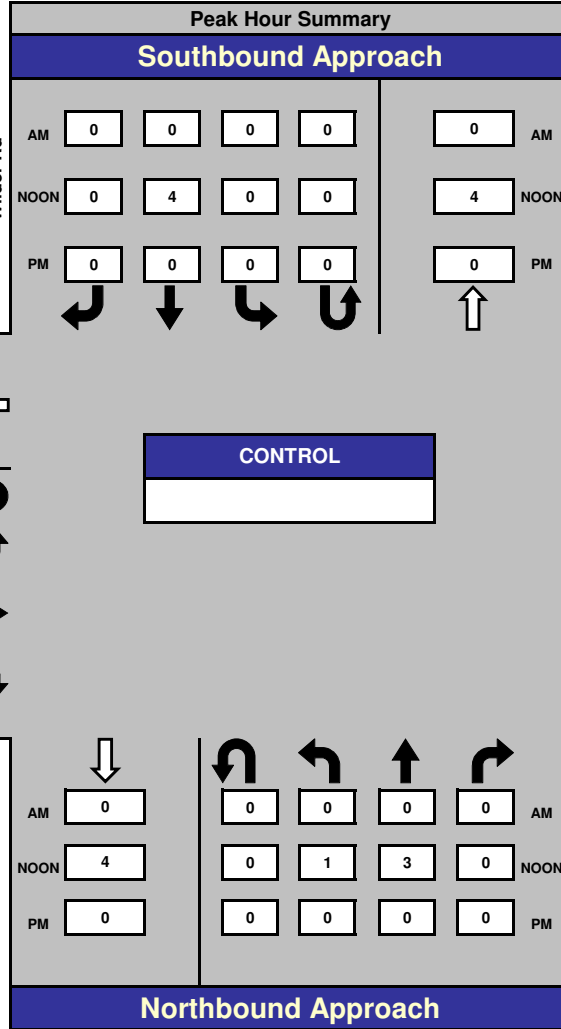 Peak Hour Summary
Southbound Approach
AM 0 0 0 0 0 AM
NOON 0 4 0 0 4 NOON
PM 0 0 0 0 0 PM
CONTROL
AM 0 0 0 0 0 AM
NOON 4 0 1 3 0 NOON
PM 0 0 0 0 0 PM
Northbound Approach